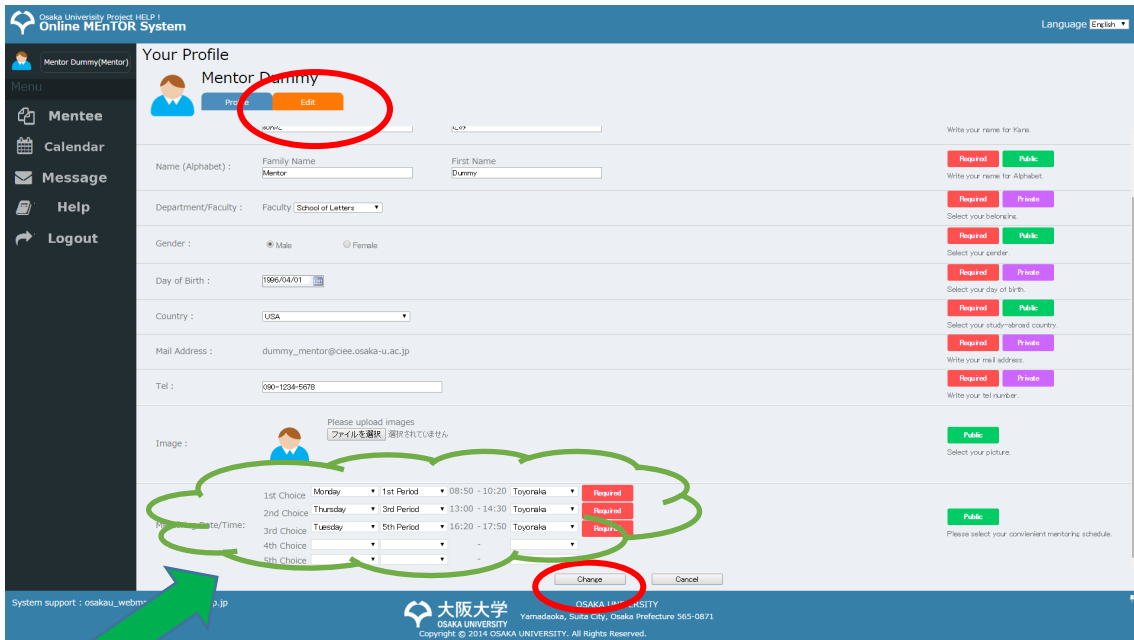 Osaka Univerisity Project HELP !
Online MEnTOR System
Language English
Mentor Dummy(Mentor)
Menu
Mentee
Calendar
Message
Help
Logout
Your Profile
Mentor Dummy
Profile Edit
Write your name for Kana.
Name (Alphabet) : Family Name First Name
Mentor Dummy
Required Public
Write your name for Alphabet.
Department/Faculty : Faculty School of Letters
Required Private
Select your belonging.
Gender : Male Female
Required Public
Select your gender.
Day of Birth : 1996/04/01
Required Private
Select your day of birth.
Country : USA
Required Public
Select your study-abroad country.
Mail Address : dummy_mentor@ciee.osaka-u.ac.jp
Required Private
Write your mail address.
Tel : 090-1234-5678
Required Private
Write your tel number.
Image : Please upload images
ファイルを選択 選択されていません
Public
Select your picture.
Date/Time:
1st Choice Monday 1st Period 08:50 - 10:20 Toyonaka Required
2nd Choice Thursday 3rd Period 13:00 - 14:30 Toyonaka Required
3rd Choice Tuesday 5th Period 16:20 - 17:50 Toyonaka Required
4th Choice -
5th Choice -
Public
Please select your convienient mentoring schedule.
Change Cancel
System support :
大阪大学
OSAKA UNIVERSITY
OSAKA UNIVERSITY
Yamadaoka, Suita City, Osaka Prefecture 565-0871
Copyright © 2014 OSAKA UNIVERSITY. All Rights Reserved.